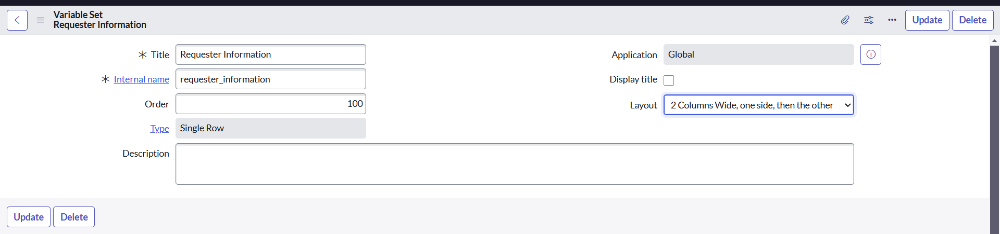 Variable Set
Requester Information
Update
Delete
Title
Requester Information
Application
Global
Internal name
requester_information
Display title
Order
100
Layout
2 Columns Wide, one side, then the other
Type
Single Row
Description
Update
Delete